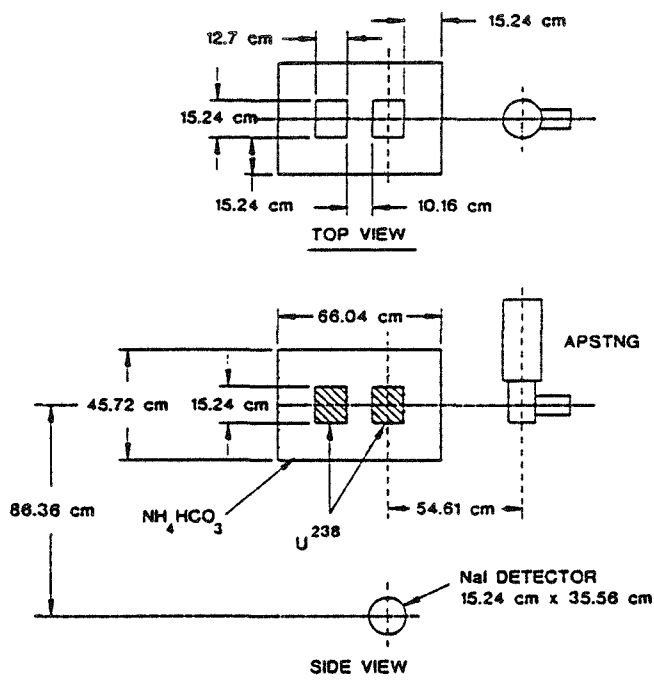 15.24 cm
12.7 cm
15.24 cm
15.24 cm
10.16 cm
TOP VIEW
66.04 cm
APSTNG
45.72 cm
15.24 cm
86.36 cm
NH4HCO3
U238
54.61 cm
NaI DETECTOR
15.24 cm x 35.56 cm
SIDE VIEW